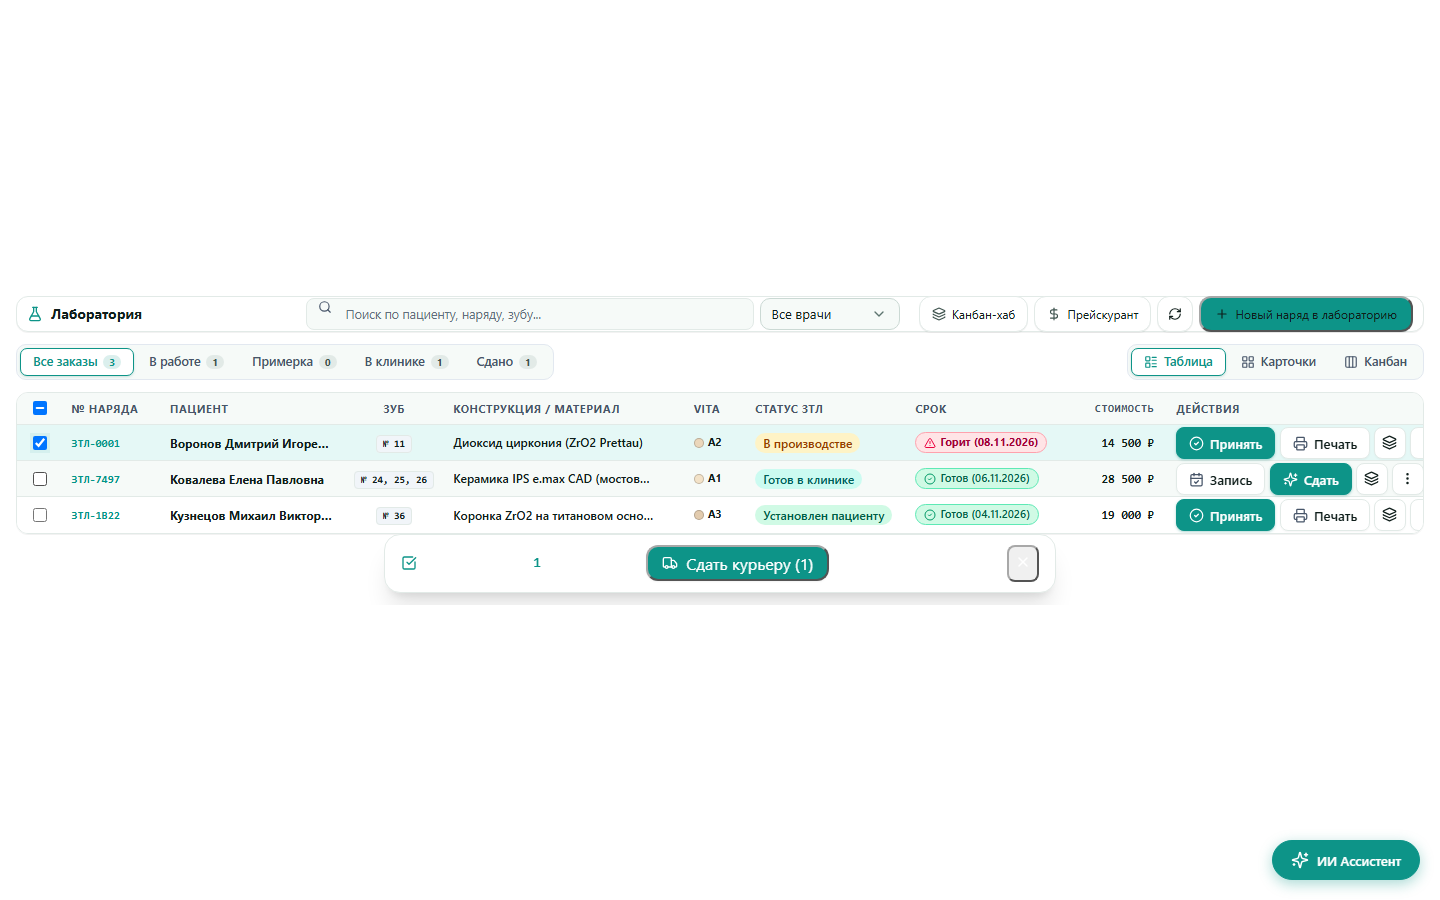 Лаборатория
Поиск по пациенту, наряду, зубу...
Все врачи
Канбан-хаб
Прейскурант
Новый наряд в лабораторию
Все заказы 3
В работе 1
Примерка 0
В клинике 1
Сдано 1
Таблица
Карточки
Канбан
№ НАРЯДА ПАЦИЕНТ ЗУБ КОНСТРУКЦИЯ / МАТЕРИАЛ VITA СТАТУС ЗТЛ СРОК СТОИМОСТЬ ДЕЙСТВИЯ
ЗТЛ-0001 Воронов Дмитрий Игоре... № 11 Диоксид циркония (ZrO2 Prettau) A2 В производстве Горит (08.11.2026) 14 500 ₽ Принять Печать
ЗТЛ-7497 Ковалева Елена Павловна № 24, 25, 26 Керамика IPS e.max CAD (мостов... A1 Готов в клинике Готов (06.11.2026) 28 500 ₽ Запись Сдать
ЗТЛ-1B22 Кузнецов Михаил Виктор... № 36 Коронка ZrO2 на титановом осно... A3 Установлен пациенту Готов (04.11.2026) 19 000 ₽ Принять Печать
1 Сдать курьеру (1)
ИИ Ассистент